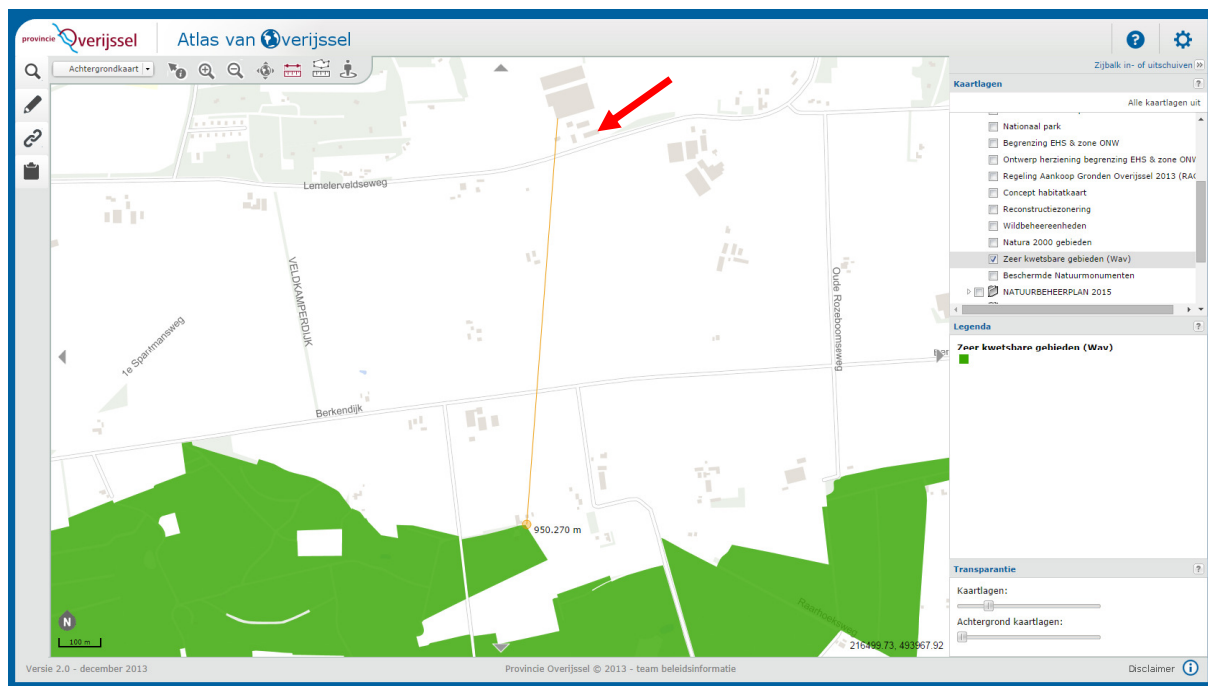 provincie Overijssel
Atlas van Overijssel
?
Achtergrondkaart
Zijbalk in- of uitschuiven
Kaartlagen
?
Alle kaartlagen uit
Nationaal park
Begrenzing EHS & zone ONW
Ontwerp herziening begrenzing EHS & zone ONW
Regeling Aankoop Gronden Overijssel 2013 (RAG
Concept habitatkaart
Reconstructiezonering
Wildbeheereenheden
Natura 2000 gebieden
Zeer kwetsbare gebieden (Wav)
Beschermde Natuurmonumenten
NATUURBEHEERPLAN 2015
Legenda
?
Zeer kwetsbare gebieden (Wav)
Lemelerveldseweg
VELDKAMPERDIJK
Oude Rozeboomseweg
1e Spantmansweg
Berkendijk
950.270 m
Raarhoeksweg
N
100 m
216499.73, 493967.92
Transparantie
?
Kaartlagen:
Achtergrond kaartlagen:
Versie 2.0 - december 2013
Provincie Overijssel © 2013 - team beleidsinformatie
Disclaimer